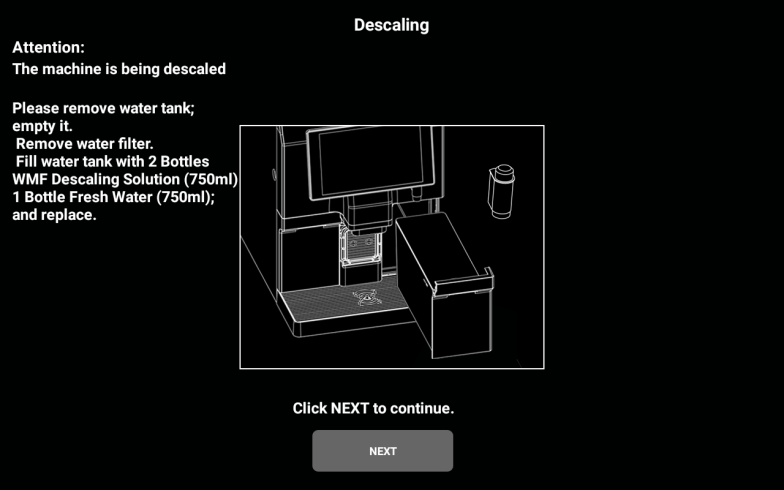 Descaling
Attention:
The machine is being descaled
Please remove water tank;
empty it.
Remove water filter.
Fill water tank with 2 Bottles
WMF Descaling Solution (750ml)
1 Bottle Fresh Water (750ml);
and replace.
Click NEXT to continue.
NEXT